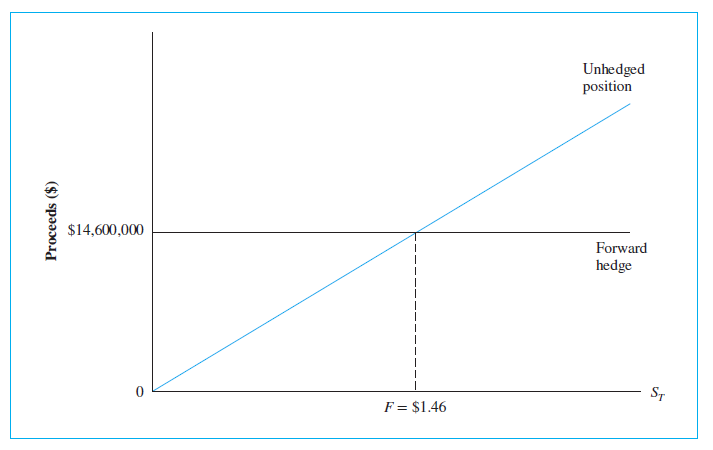 Unhedged
position
Proceeds ($)
$14,600,000
Forward
hedge
0
S_T
F = $1.46